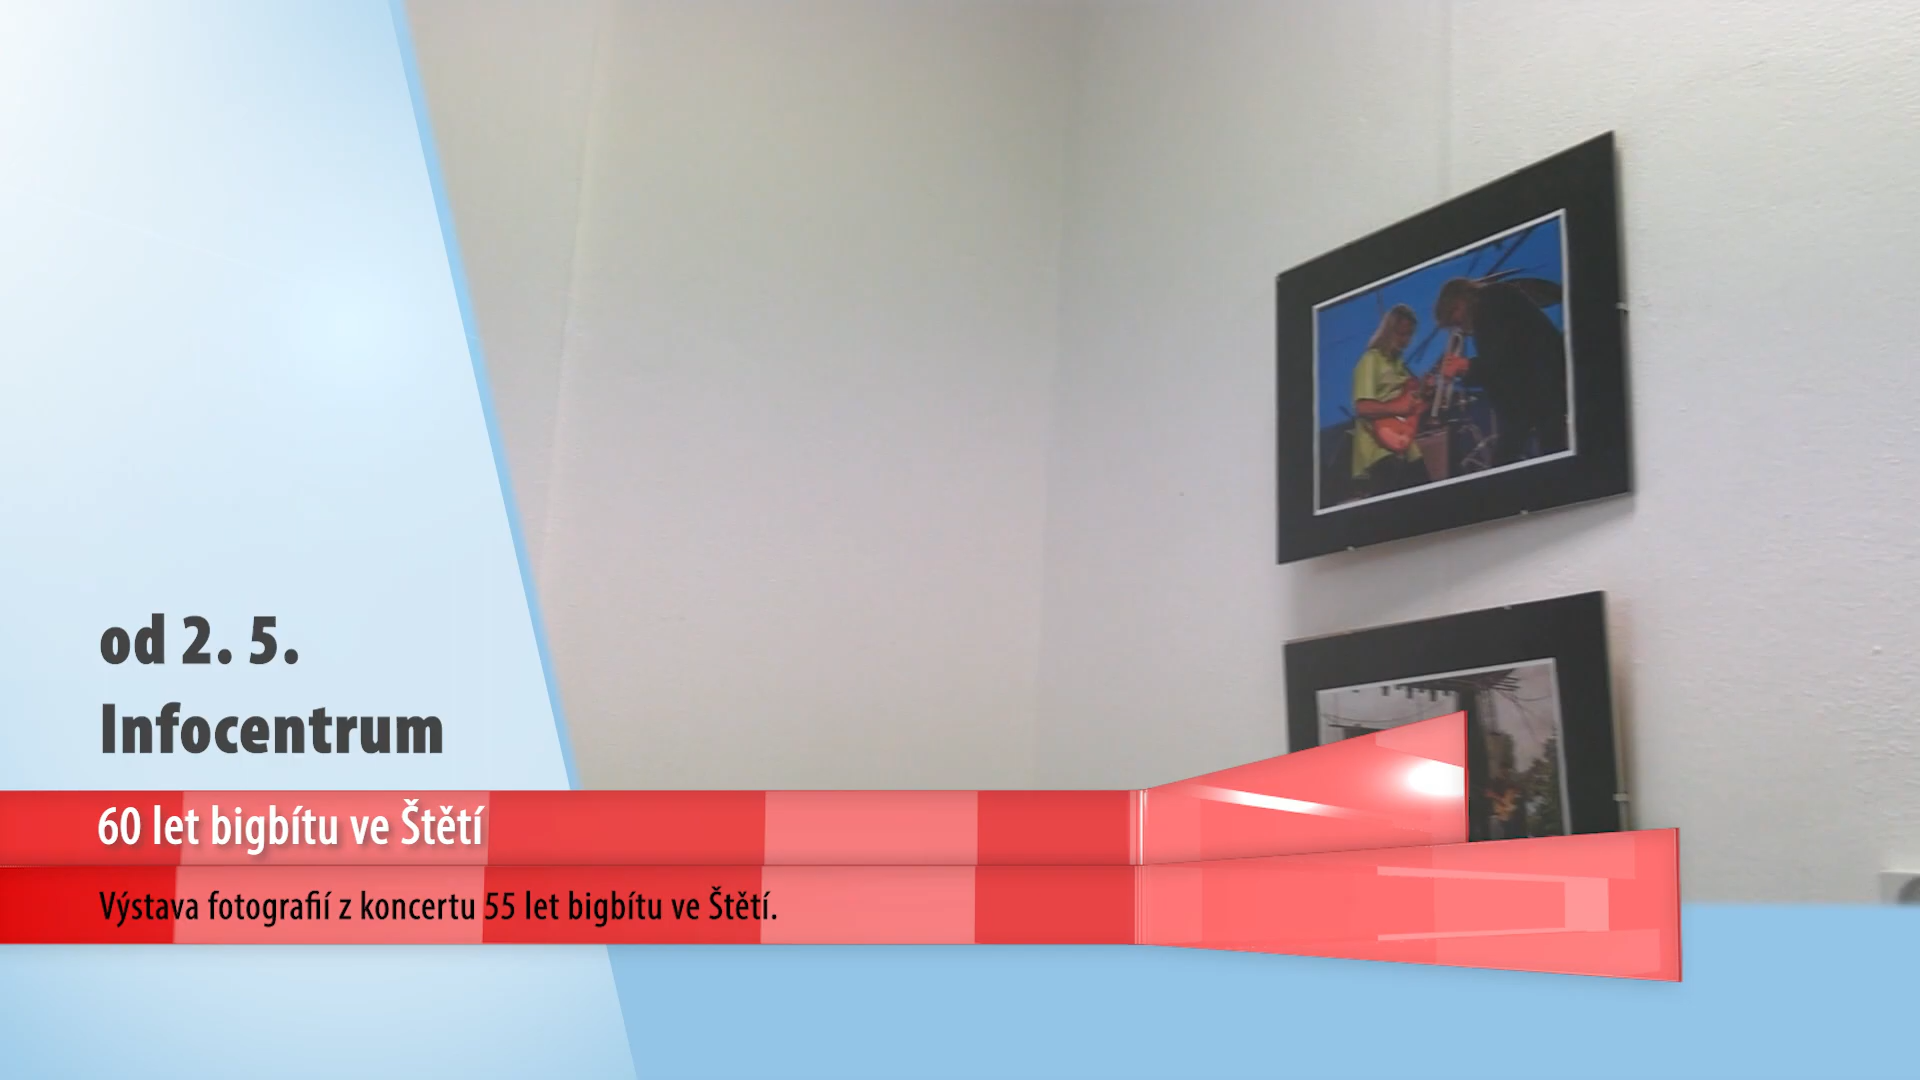 od 2. 5.
Infocentrum
60 let bigbítu ve Štětí
Výstava fotografií z koncertu 55 let bigbítu ve Štětí.